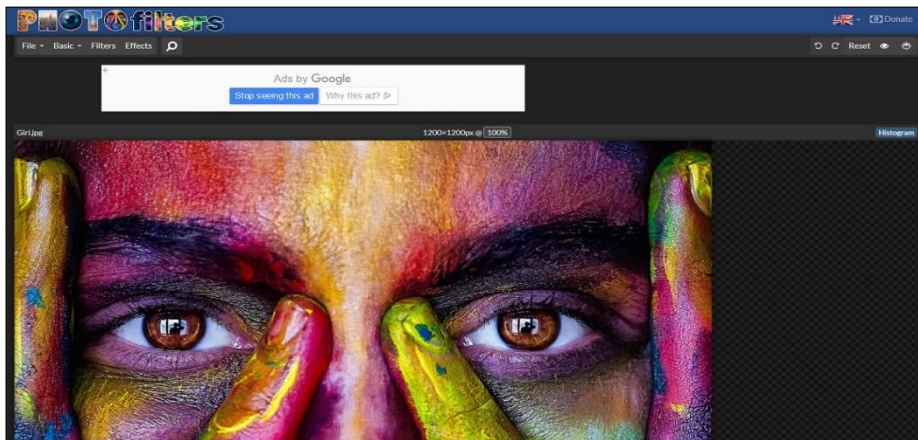 PHOTOfilters
Donate
File Basic Filters Effects
Reset
Ads by Google
Stop seeing this ad Why this ad?
Girl.jpg 1200×1200px @ 100% Histogram